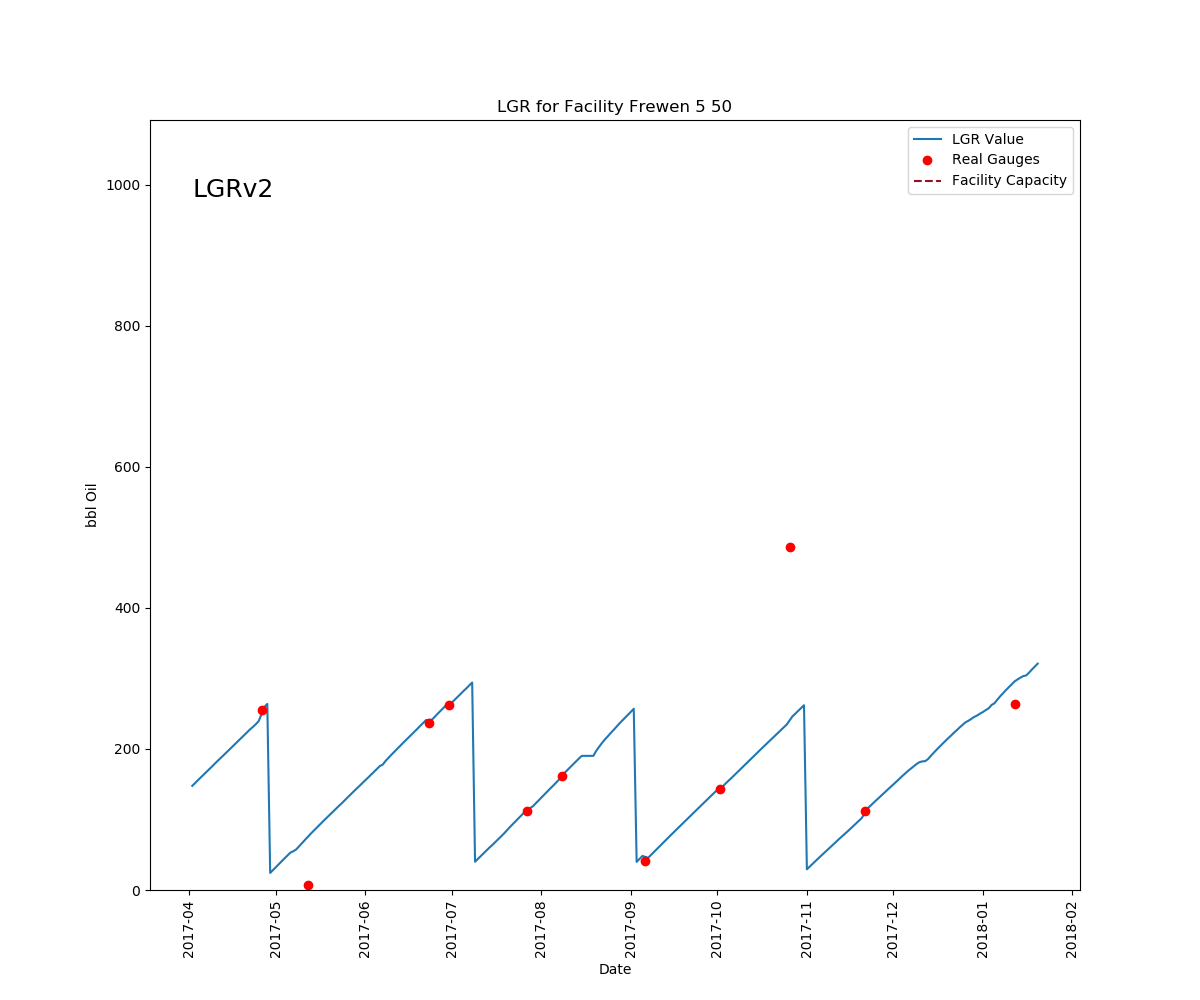 LGR for Facility Frewen 5 50
LGRv2
LGR Value
Real Gauges
Facility Capacity
bbl Oil
1000
800
600
400
200
0
2017-04
2017-05
2017-06
2017-07
2017-08
2017-09
2017-10
2017-11
2017-12
2018-01
2018-02
Date